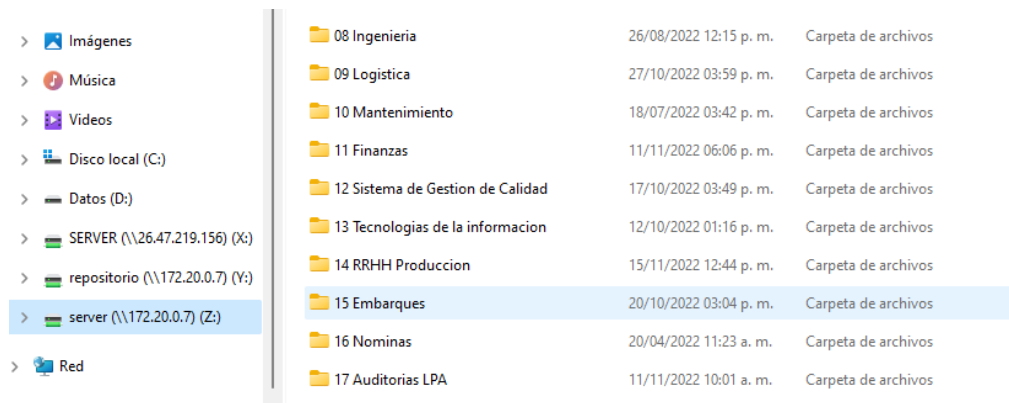 Imágenes
Música
Videos
Disco local (C:)
Datos (D:)
SERVER (\\26.47.219.156) (X:)
repositorio (\\172.20.0.7) (Y:)
server (\\172.20.0.7) (Z:)
Red
08 Ingenieria 26/08/2022 12:15 p. m. Carpeta de archivos
09 Logistica 27/10/2022 03:59 p. m. Carpeta de archivos
10 Mantenimiento 18/07/2022 03:42 p. m. Carpeta de archivos
11 Finanzas 11/11/2022 06:06 p. m. Carpeta de archivos
12 Sistema de Gestion de Calidad 17/10/2022 03:49 p. m. Carpeta de archivos
13 Tecnologias de la informacion 12/10/2022 01:16 p. m. Carpeta de archivos
14 RRHH Produccion 15/11/2022 12:44 p. m. Carpeta de archivos
15 Embarques 20/10/2022 03:04 p. m. Carpeta de archivos
16 Nominas 20/04/2022 11:23 a. m. Carpeta de archivos
17 Auditorias LPA 11/11/2022 10:01 a. m. Carpeta de archivos